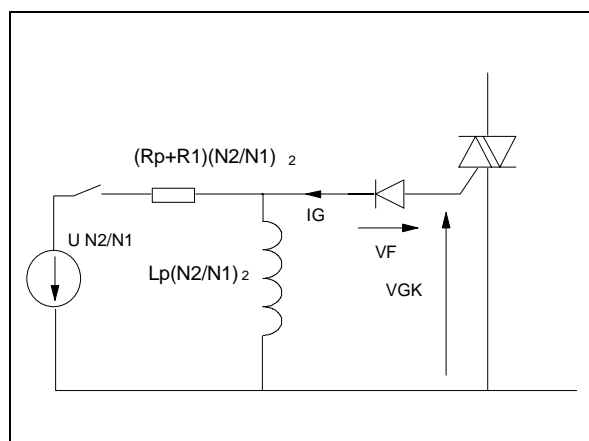 (Rp+R1)(N2/N1) 2
IG
U N2/N1
VF
Lp(N2/N1) 2
VGK